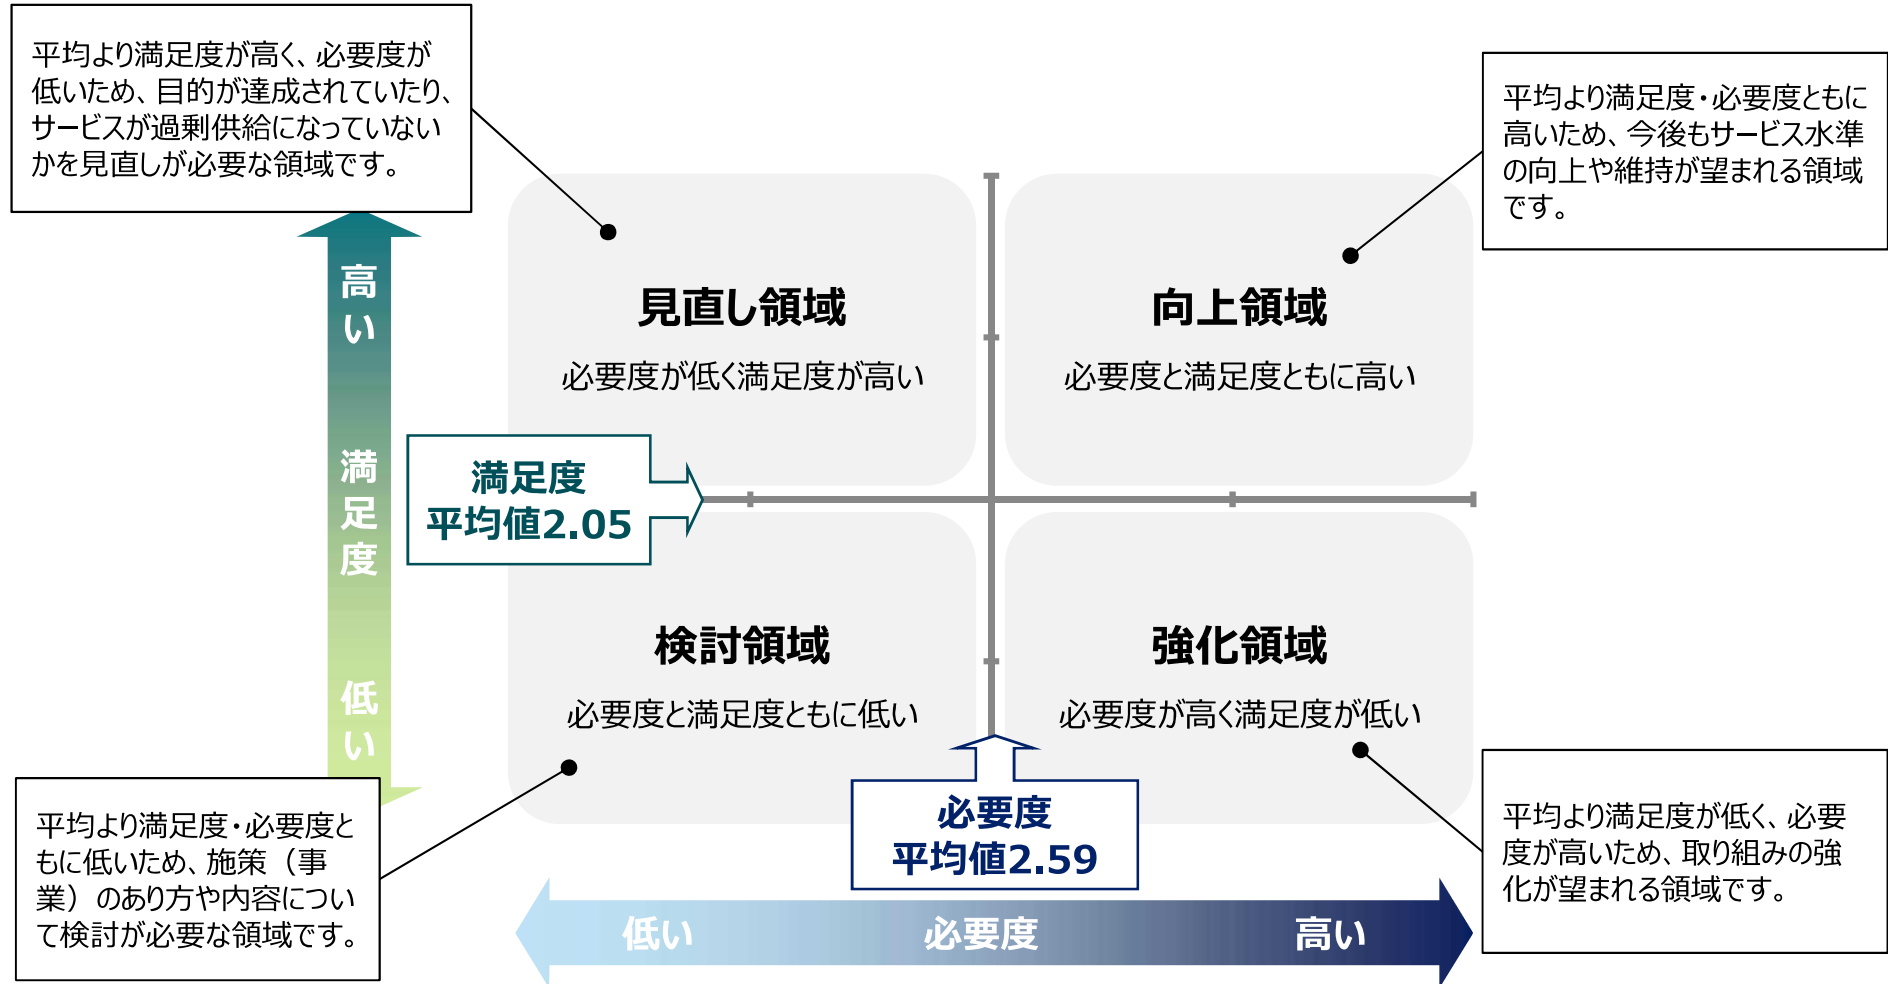 平均より満足度が高く、必要度が
低いため、目的が達成されていたり、
サービスが過剰供給になっていない
かを見直しが必要な領域です。
平均より満足度・必要度ともに
高いため、今後もサービス水準
の向上や維持が望まれる領域
です。
高い
満足度
低い
見直し領域
必要度が低く満足度が高い
向上領域
必要度と満足度ともに高い
満足度
平均値2.05
検討領域
必要度と満足度ともに低い
強化領域
必要度が高く満足度が低い
必要度
平均値2.59
平均より満足度・必要度と
もに低いため、施策（事
業）のあり方や内容につい
て検討が必要な領域です。
平均より満足度が低く、必要
度が高いため、取り組みの強
化が望まれる領域です。
低い 必要度 高い